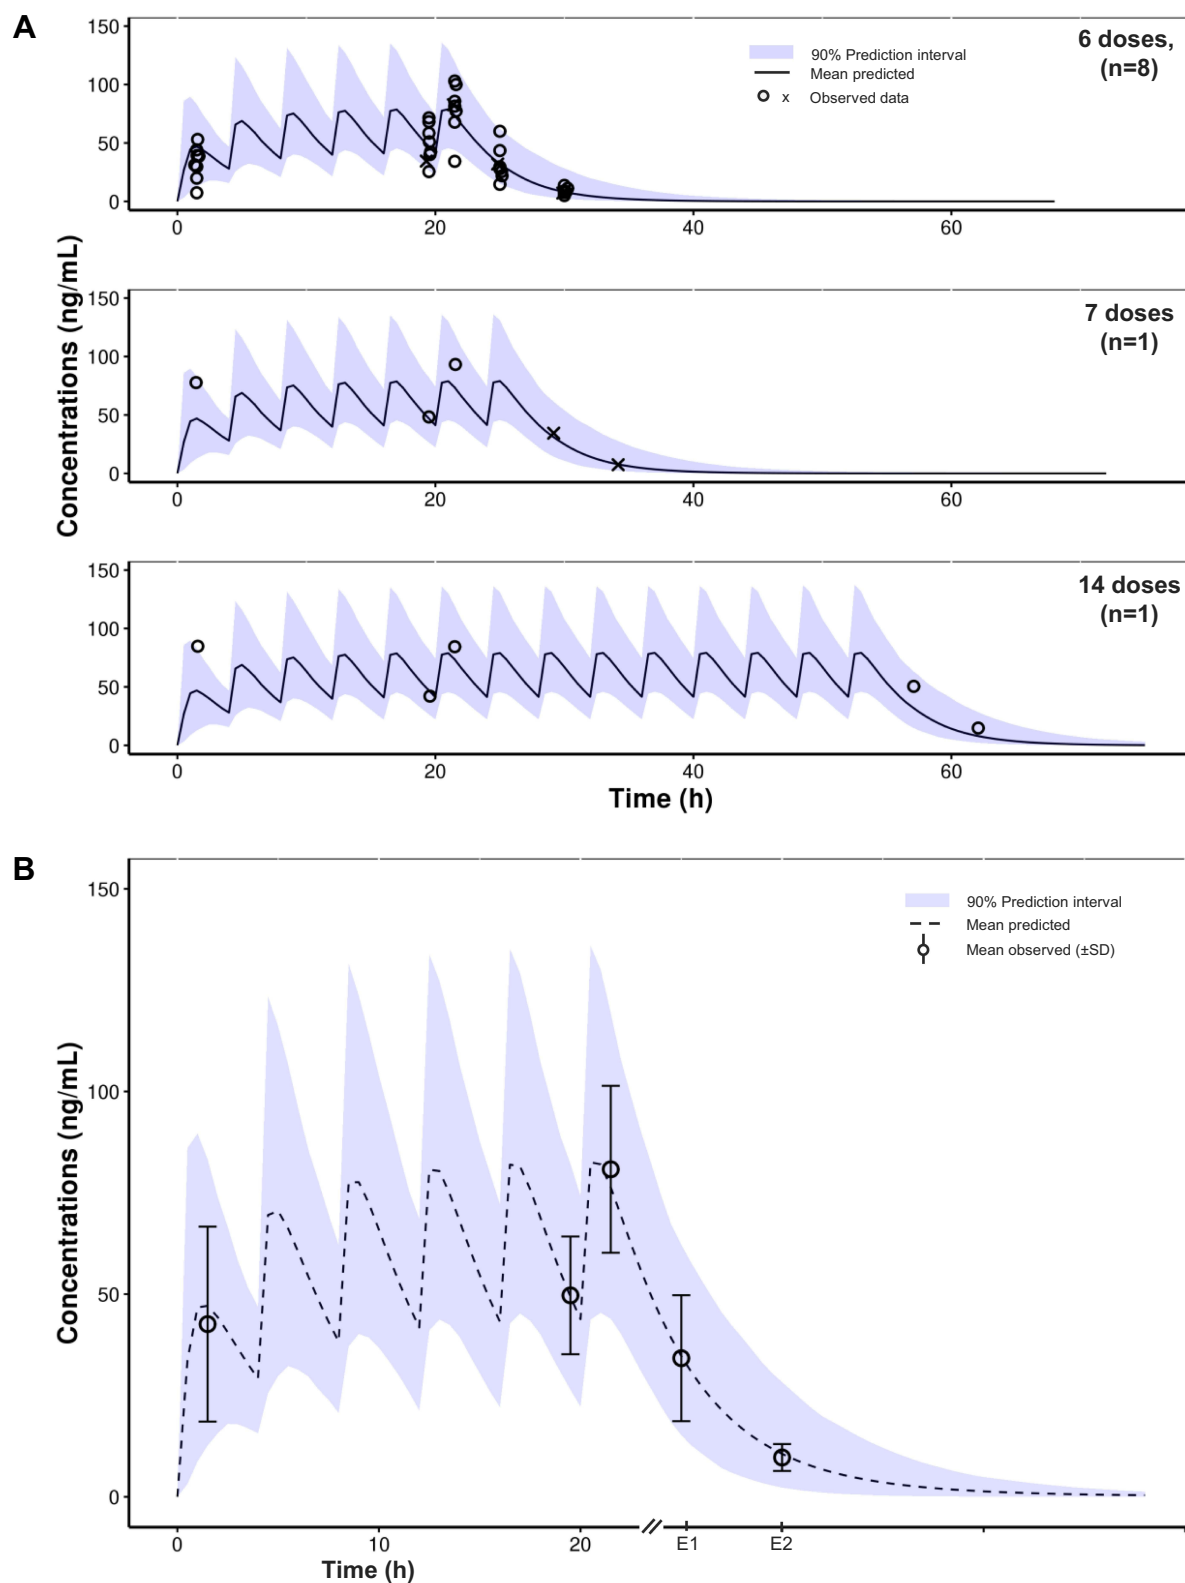 A
150
100
50
0
0
20
40
60
6 doses,
(n=8)
90% Prediction interval
Mean predicted
x Observed data
Concentrations (ng/mL)
150
100
50
0
0
20
40
60
7 doses
(n=1)
150
100
50
0
0
20
40
60
14 doses
(n=1)
Time (h)
B
150
100
50
0
Concentrations (ng/mL)
90% Prediction interval
Mean predicted
Mean observed (±SD)
0
10
20
E1
E2
Time (h)